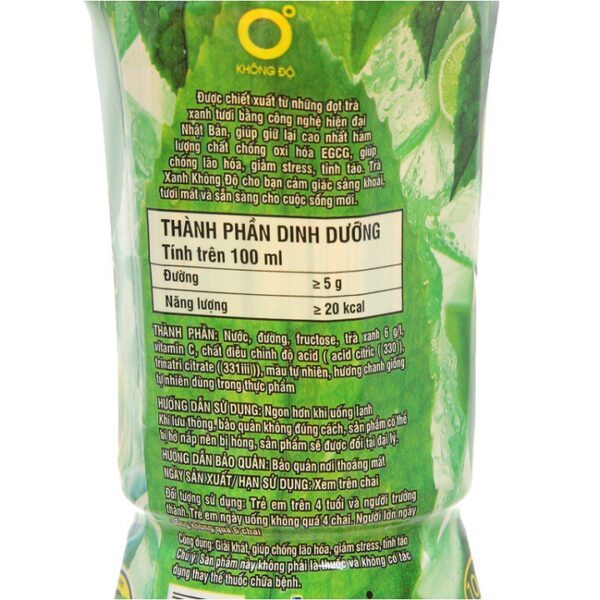 KHÔNG ĐỘ
Được chiết xuất từ những đọt trà
xanh tươi bằng công nghệ hiện đại
Nhật Bản, giúp giữ lại cao nhất hàm
lượng chất chống oxi hóa EGCG, giúp
chống lão hóa, giảm stress, tỉnh táo. Trà
Xanh Không Độ cho bạn cảm giác sảng khoái,
tươi mát và sẵn sàng cho cuộc sống mới.
THÀNH PHẦN DINH DƯỠNG
Tính trên 100 ml
Đường ≥ 5 g
Năng lượng ≥ 20 kcal
THÀNH PHẦN: Nước, đường, fructose, trà xanh 6 g/l,
vitamin C, chất điều chỉnh độ acid ( acid citric (330 ),
trinatri citrate ((331iii)), màu tự nhiên, hương chanh giống
tự nhiên dùng trong thực phẩm
HƯỚNG DẪN SỬ DỤNG: Ngon hơn khi uống lạnh
Khi lưu thông, bảo quản không đúng cách, sản phẩm có thể
bị hở nắp nên bị hỏng, sản phẩm sẽ được đổi tại đại lý.
HƯỚNG DẪN BẢO QUẢN: Bảo quản nơi thoáng mát
NGÀY SẢN XUẤT/ HẠN SỬ DỤNG: Xem trên chai
Đối tượng sử dụng: Trẻ em trên 4 tuổi và người trưởng
thành. Trẻ em ngày uống không quá 4 chai. Người lớn ngày
uống không quá 6 chai
Công dụng: Giải khát, giúp chống lão hóa, giảm stress, tỉnh táo
Chú ý: Sản phẩm này không phải là thuốc và không có tác
dụng thay thế thuốc chữa bệnh.